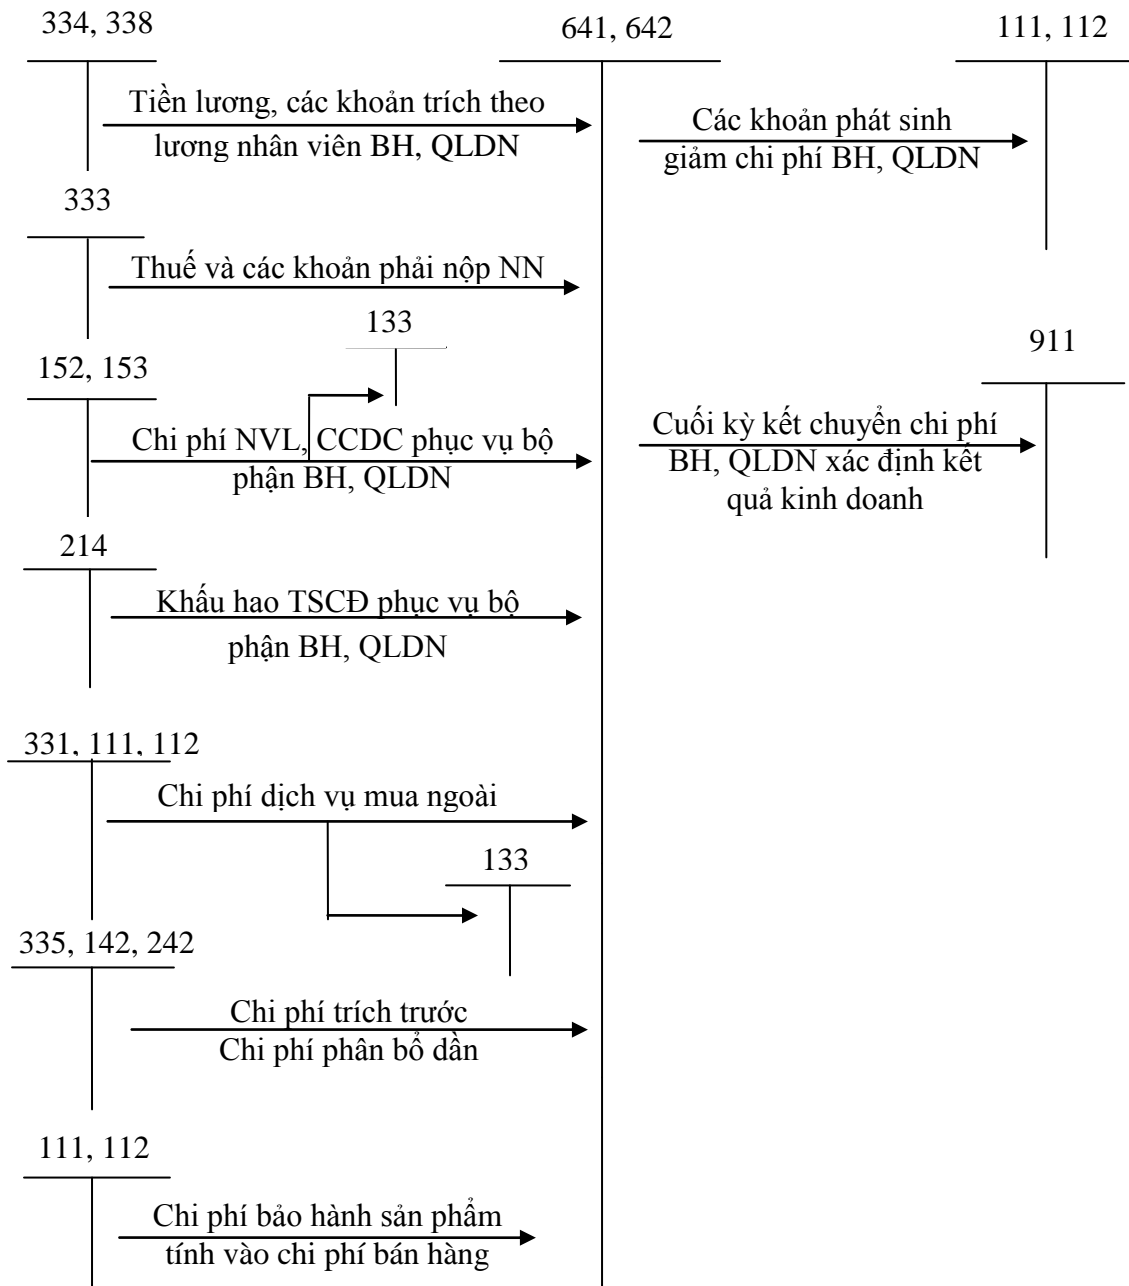 334, 338
641, 642
111, 112
Tiền lương, các khoản trích theo
lương nhân viên BH, QLDN
Các khoản phát sinh
giảm chi phí BH, QLDN
333
Thuế và các khoản phải nộp NN
133
911
152, 153
Chi phí NVL, CCDC phục vụ bộ
phận BH, QLDN
Cuối kỳ kết chuyển chi phí
BH, QLDN xác định kết
quả kinh doanh
214
Khấu hao TSCĐ phục vụ bộ
phận BH, QLDN
331, 111, 112
Chi phí dịch vụ mua ngoài
133
335, 142, 242
Chi phí trích trước
Chi phí phân bổ dần
111, 112
Chi phí bảo hành sản phẩm
tính vào chi phí bán hàng